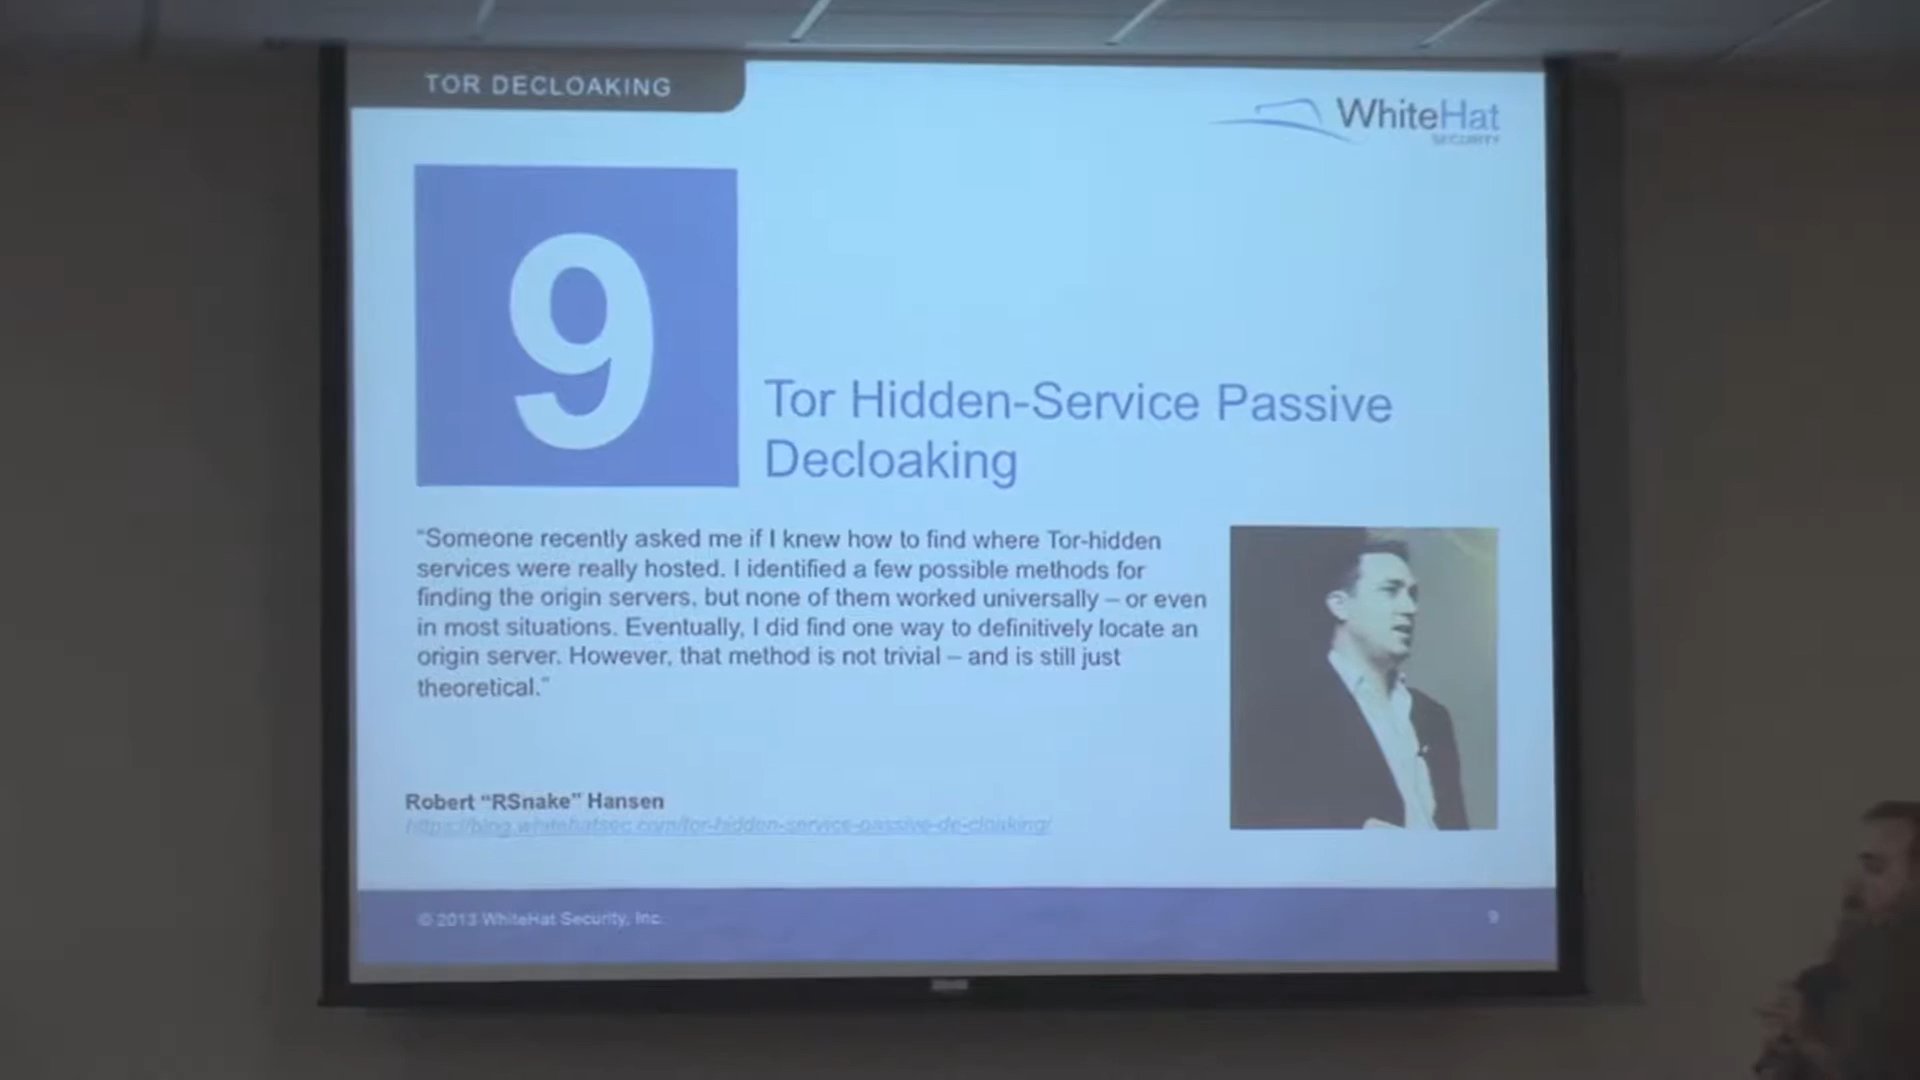 TOR DECLOAKING
WhiteHat
SECURITY
9
Tor Hidden-Service Passive
Decloaking
“Someone recently asked me if I knew how to find where Tor-hidden
services were really hosted. I identified a few possible methods for
finding the origin servers, but none of them worked universally – or even
in most situations. Eventually, I did find one way to definitively locate an
origin server. However, that method is not trivial – and is still just
theoretical.”
Robert “RSnake” Hansen
https://blog.whitehatsec.com/tor-hidden-service-passive-de-cloaking/
© 2013 WhiteHat Security, Inc.
9